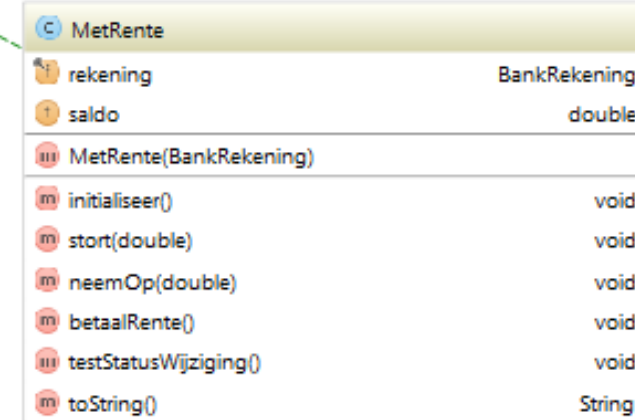 C MetRente
f rekening BankRekening
f saldo double
m MetRente(BankRekening)
m initialiseer() void
m stort(double) void
m neemOp(double) void
m betaalRente() void
m testStatusWijziging() void
m toString() String